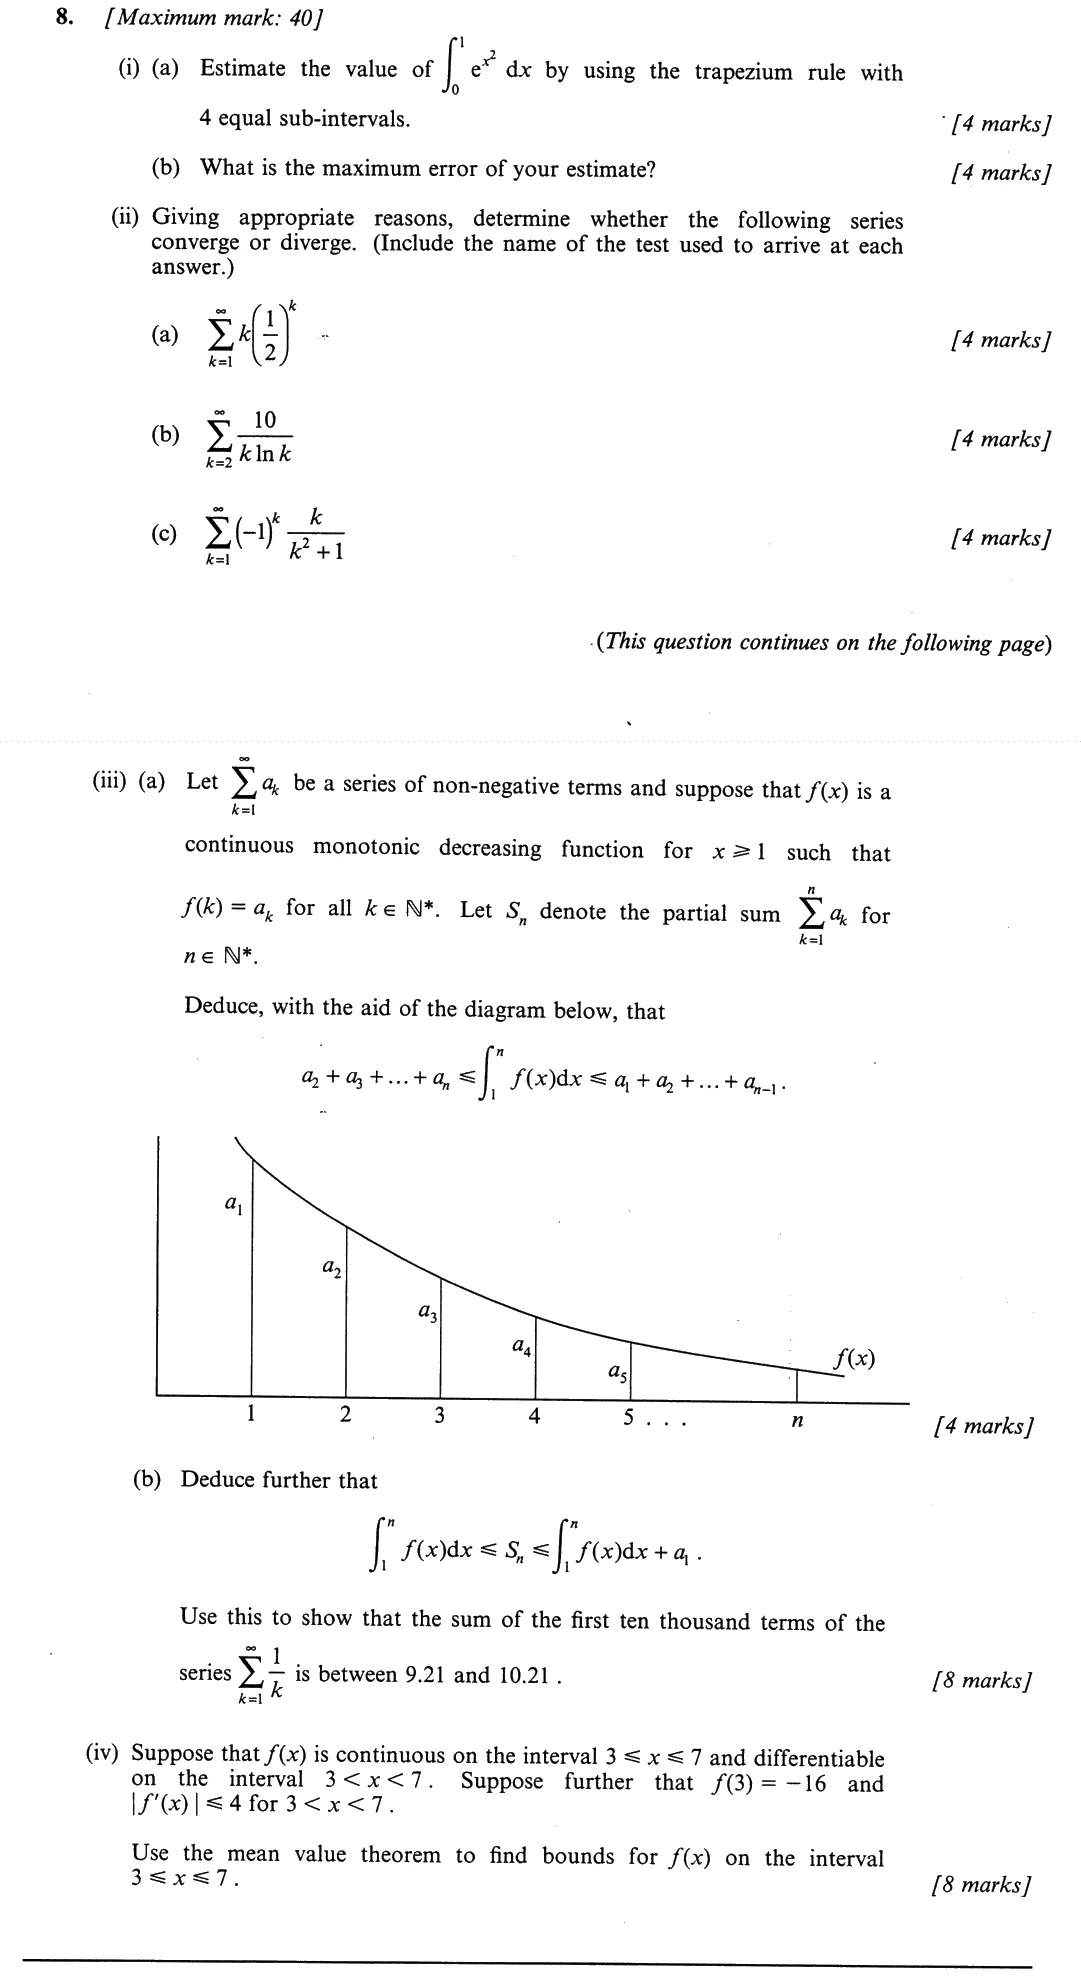 8. [Maximum mark: 40]
(i) (a) Estimate the value of ∫₀¹ e^{x²} dx by using the trapezium rule with
4 equal sub-intervals. [4 marks]
(b) What is the maximum error of your estimate? [4 marks]
(ii) Giving appropriate reasons, determine whether the following series
converge or diverge. (Include the name of the test used to arrive at each
answer.)
(a) ∑_{k=1}^{∞} k(1/2)^k [4 marks]
(b) ∑_{k=2}^{∞} 10/(k ln k) [4 marks]
(c) ∑_{k=1}^{∞} (−1)^k k/(k² + 1) [4 marks]
(This question continues on the following page)
(iii) (a) Let ∑_{k=1}^{∞} a_k be a series of non-negative terms and suppose that f(x) is a
continuous monotonic decreasing function for x ⩾ 1 such that
f(k) = a_k for all k ∈ ℕ*. Let S_n denote the partial sum ∑_{k=1}^{n} a_k for
n ∈ ℕ*.
Deduce, with the aid of the diagram below, that
a₂ + a₃ + ... + a_n ⩽ ∫₁ⁿ f(x)dx ⩽ a₁ + a₂ + ... + a_{n−1} .
a₁
a₂
a₃
a₄
a₅
f(x)
1 2 3 4 5 . . . n [4 marks]
(b) Deduce further that
∫₁ⁿ f(x)dx ⩽ S_n ⩽ ∫₁ⁿ f(x)dx + a₁ .
Use this to show that the sum of the first ten thousand terms of the
series ∑_{k=1}^{∞} 1/k is between 9.21 and 10.21 . [8 marks]
(iv) Suppose that f(x) is continuous on the interval 3 ⩽ x ⩽ 7 and differentiable
on the interval 3 < x < 7 . Suppose further that f(3) = −16 and
|f′(x)| ⩽ 4 for 3 < x < 7 .
Use the mean value theorem to find bounds for f(x) on the interval
3 ⩽ x ⩽ 7 . [8 marks]